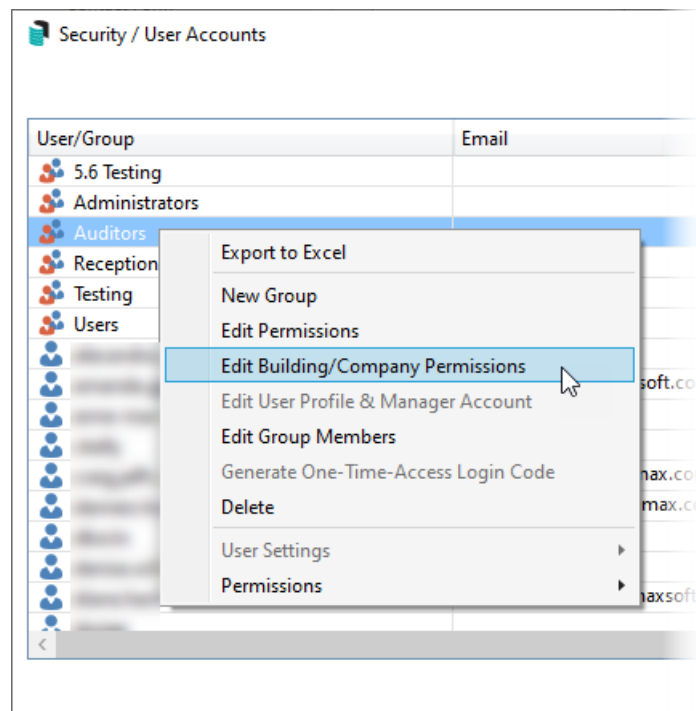 Security / User Accounts
User/Group Email
5.6 Testing
Administrators
Auditors
Reception
Testing
Users
Export to Excel
New Group
Edit Permissions
Edit Building/Company Permissions
Edit User Profile & Manager Account
Edit Group Members
Generate One-Time-Access Login Code
Delete
User Settings
Permissions
soft.co
max.co
max.c
maxsoft